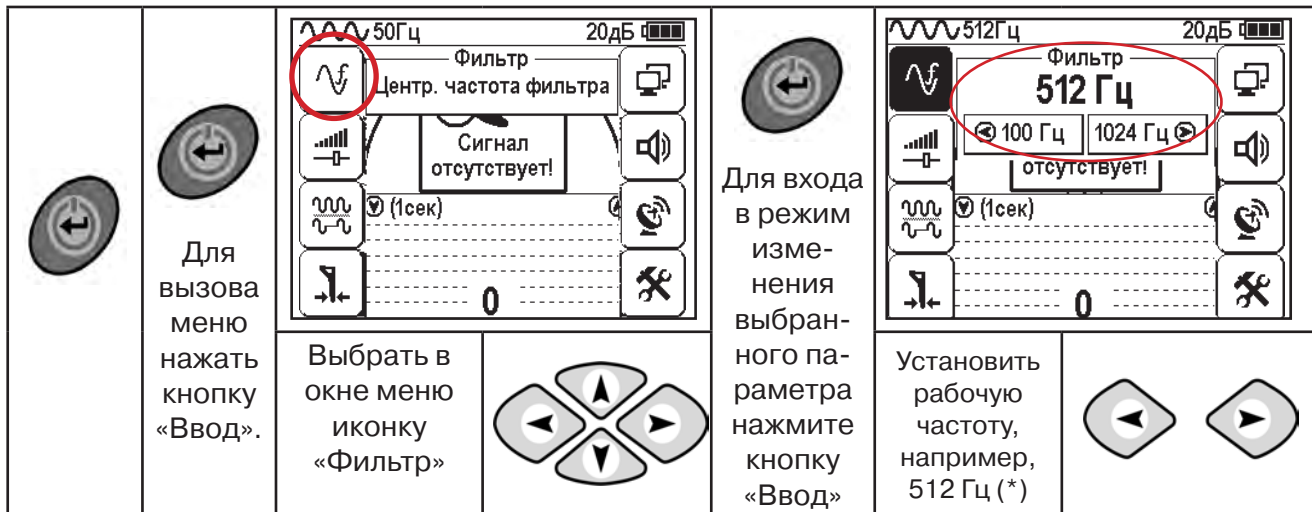 Для
вызова
меню
нажать
кнопку
«Ввод».
50Гц 20дБ
Фильтр
Центр. частота фильтра
Сигнал
отсутствует!
(1сек)
0
Выбрать в
окне меню
иконку
«Фильтр»
Для входа
в режим
изме-
нения
выбран-
ного па-
раметра
нажмите
кнопку
«Ввод»
512Гц 20дБ
Фильтр
512 Гц
100 Гц 1024 Гц
отсутствует!
(1сек)
0
Установить
рабочую
частоту,
например,
512 Гц (*)